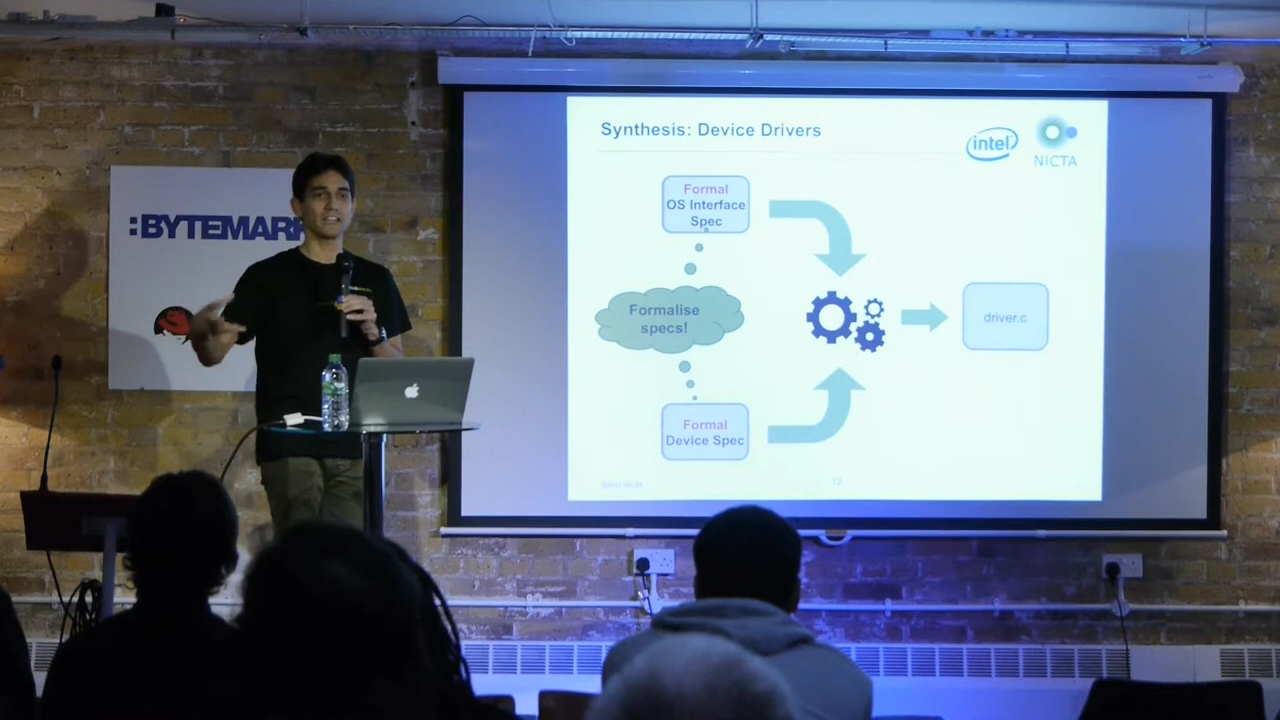 :BYTEMARK
Synthesis: Device Drivers
intel
NICTA
Formal
OS Interface
Spec
Formalise
specs!
driver.c
Formal
Device Spec